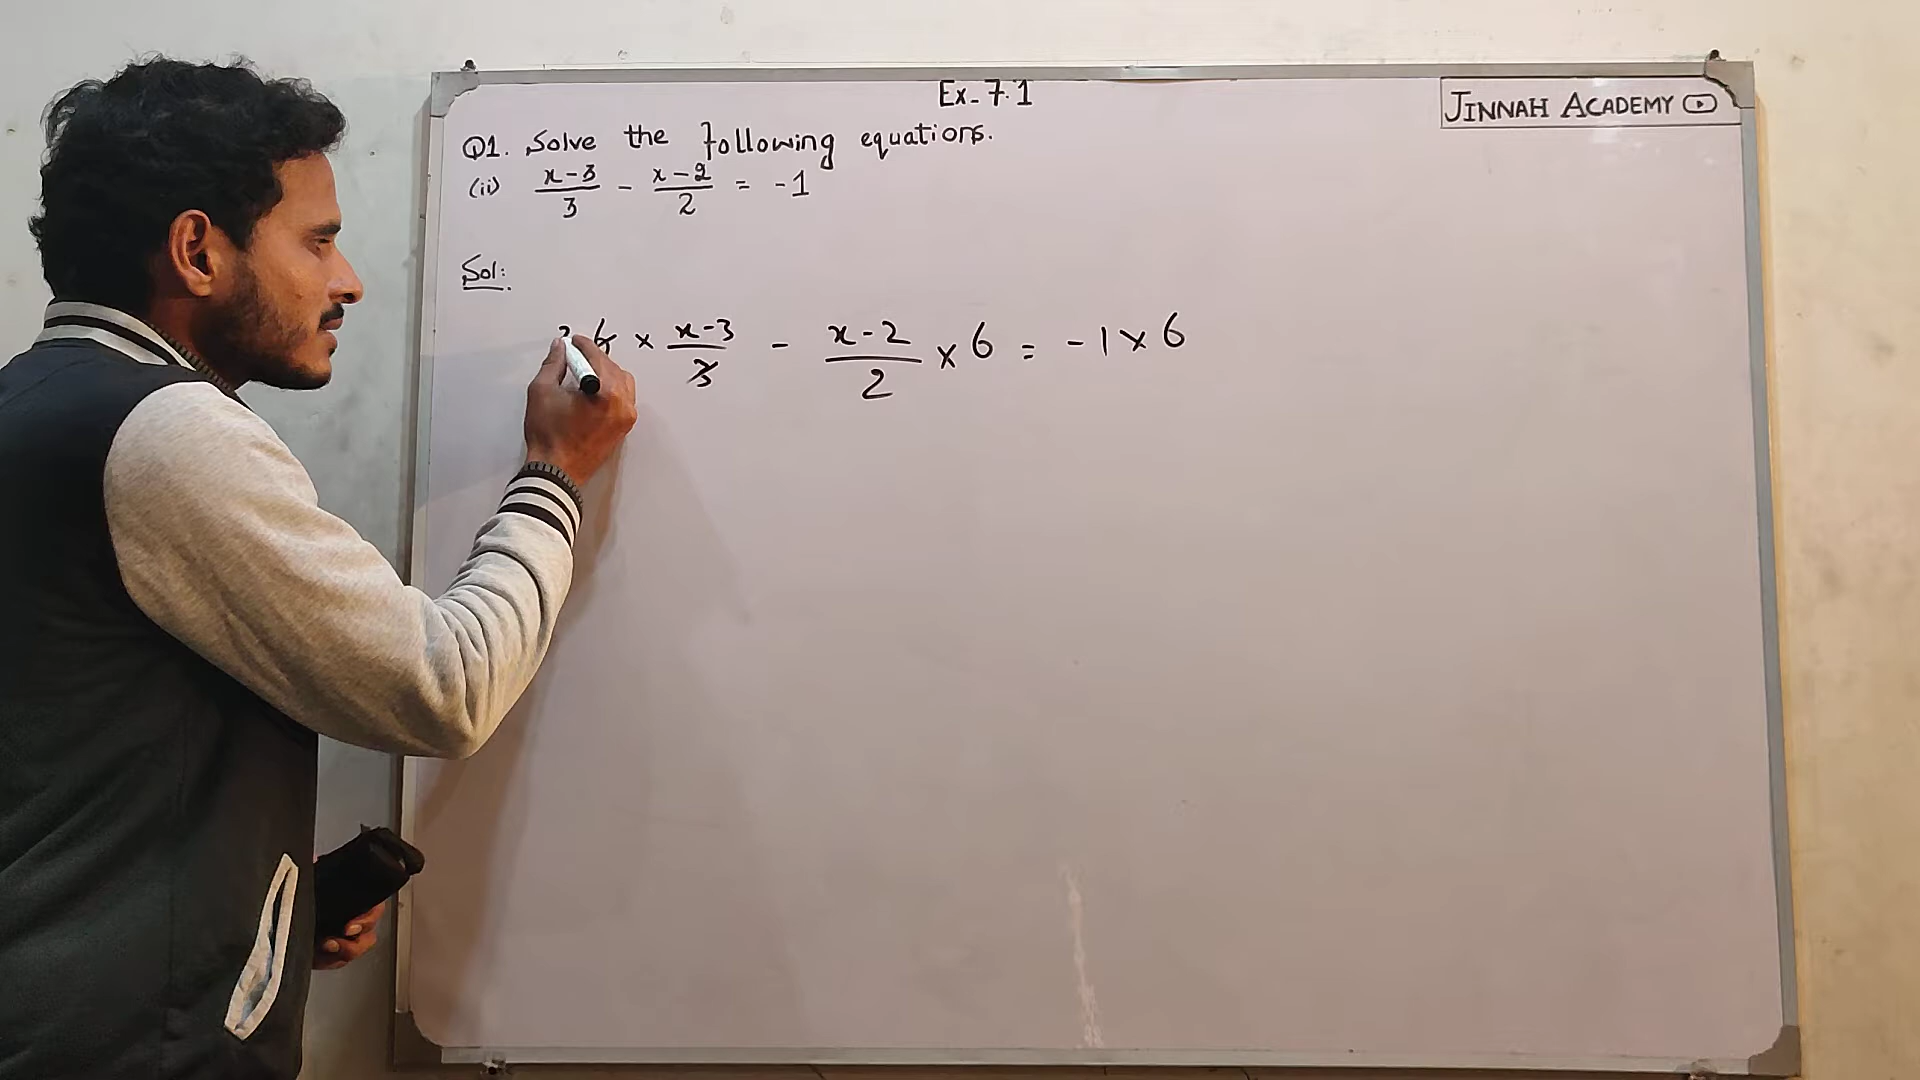 Ex-7.1
JINNAH ACADEMY
Q1. Solve the following equations.
(ii) (x-3)/3 - (x-2)/2 = -1
Sol:
2 6 × (x-3)/3 - (x-2)/2 × 6 = -1 × 6